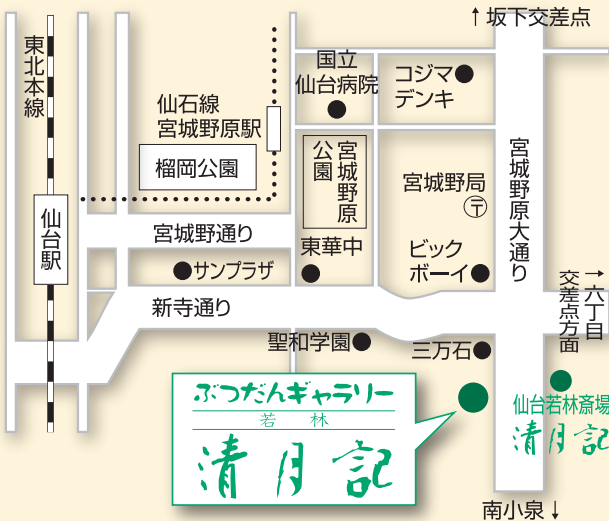 ↑坂下交差点
東北本線
国立
仙台病院
コジマ
デンキ
仙石線
宮城野原駅
榴岡公園
宮城野原
公園
宮城野原大通り
宮城野局
〒
仙台駅
宮城野通り
東華中
ビック
ボーイ
サンプラザ
新寺通り
→六丁目
交差点方面
聖和学園
三万石
ぶつだんギャラリー
若林
清月記
仙台若林斎場
清月記
南小泉↓